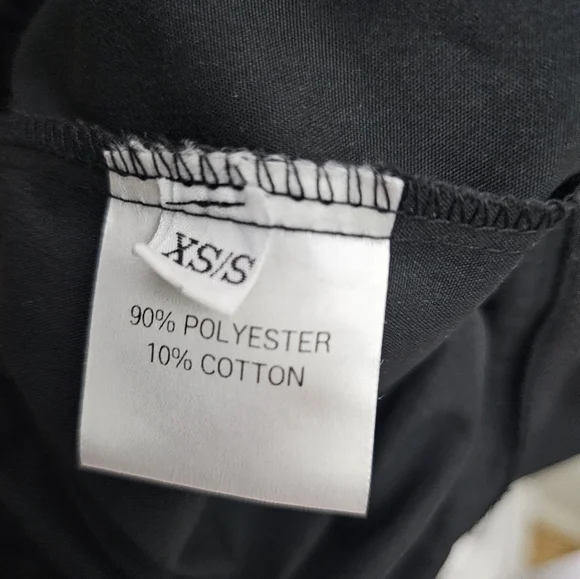 XS/S
90% POLYESTER
10% COTTON